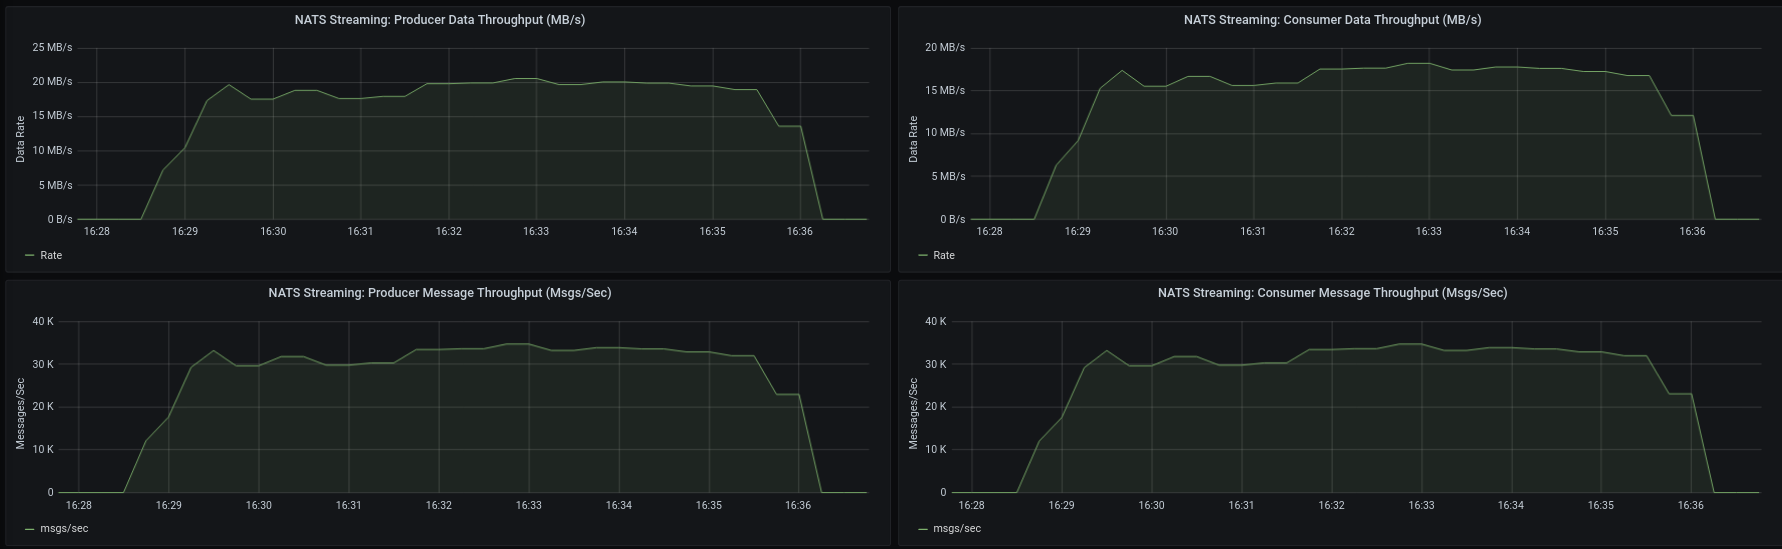 NATS Streaming: Producer Data Throughput (MB/s)
25 MB/s
20 MB/s
15 MB/s
10 MB/s
5 MB/s
0 B/s
Data Rate
16:28 16:29 16:30 16:31 16:32 16:33 16:34 16:35 16:36
Rate
NATS Streaming: Consumer Data Throughput (MB/s)
20 MB/s
15 MB/s
10 MB/s
5 MB/s
0 B/s
Data Rate
16:28 16:29 16:30 16:31 16:32 16:33 16:34 16:35 16:36
Rate
NATS Streaming: Producer Message Throughput (Msgs/Sec)
40 K
30 K
20 K
10 K
0
Messages/Sec
16:28 16:29 16:30 16:31 16:32 16:33 16:34 16:35 16:36
msgs/sec
NATS Streaming: Consumer Message Throughput (Msgs/Sec)
40 K
30 K
20 K
10 K
0
Messages/Sec
16:28 16:29 16:30 16:31 16:32 16:33 16:34 16:35 16:36
msgs/sec